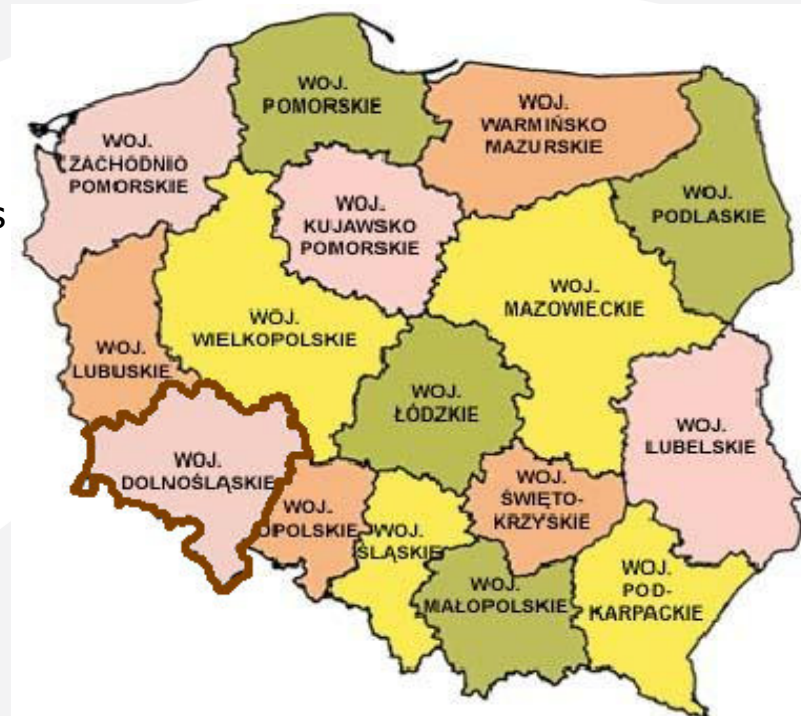 WOJ.
POMORSKIE
WOJ.
WARMIŃSKO
MAZURSKIE
WOJ.
ZACHODNIO
POMORSKIE
WOJ.
KUJAWSKO
POMORSKIE
WOJ.
PODLASKIE
s
WOJ.
MAZOWIECKIE
WOJ.
WIELKOPOLSKIE
WOJ.
LUBUSKIE
WOJ.
ŁÓDZKIE
WOJ.
LUBELSKIE
WOJ.
DOLNOŚLĄSKIE
WOJ.
OPOLSKIE
WOJ.
ŚLĄSKIE
WOJ.
ŚWIĘTO-
KRZYSKIE
WOJ.
MAŁOPOLSKIE
WOJ.
POD-
KARPACKIE